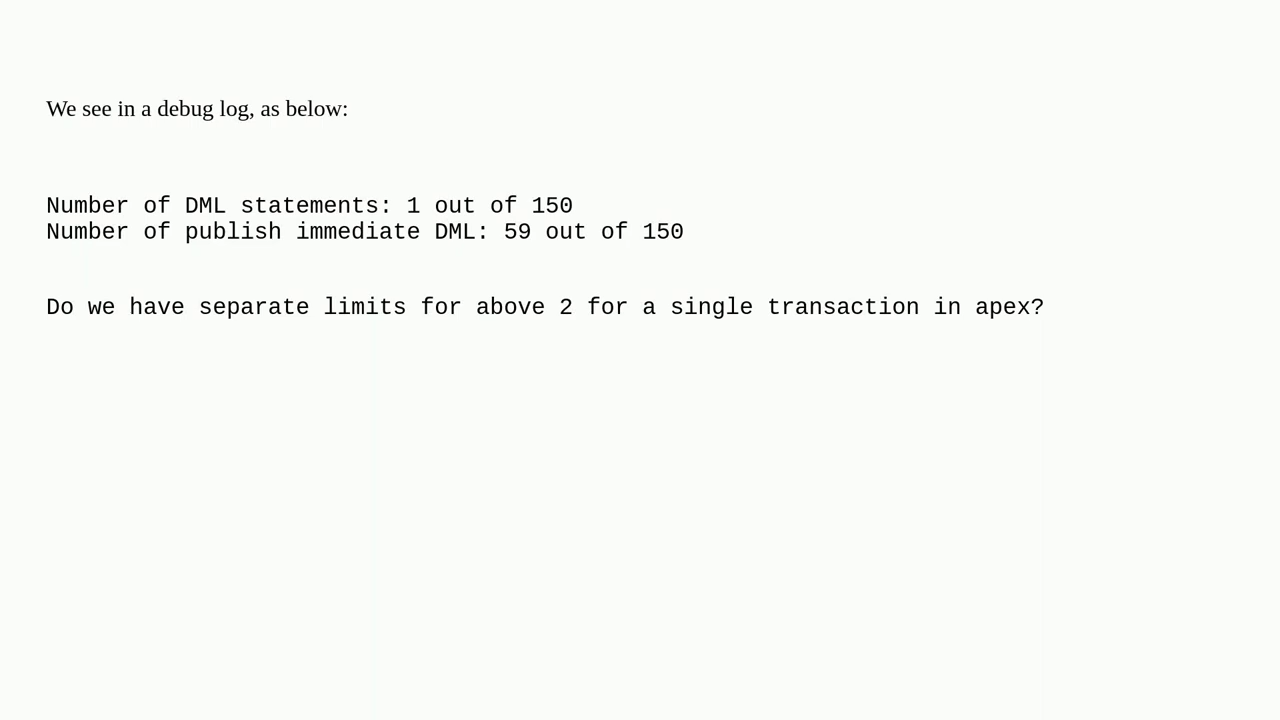 We see in a debug log, as below:
Number of DML statements: 1 out of 150
Number of publish immediate DML: 59 out of 150
Do we have separate limits for above 2 for a single transaction in apex?